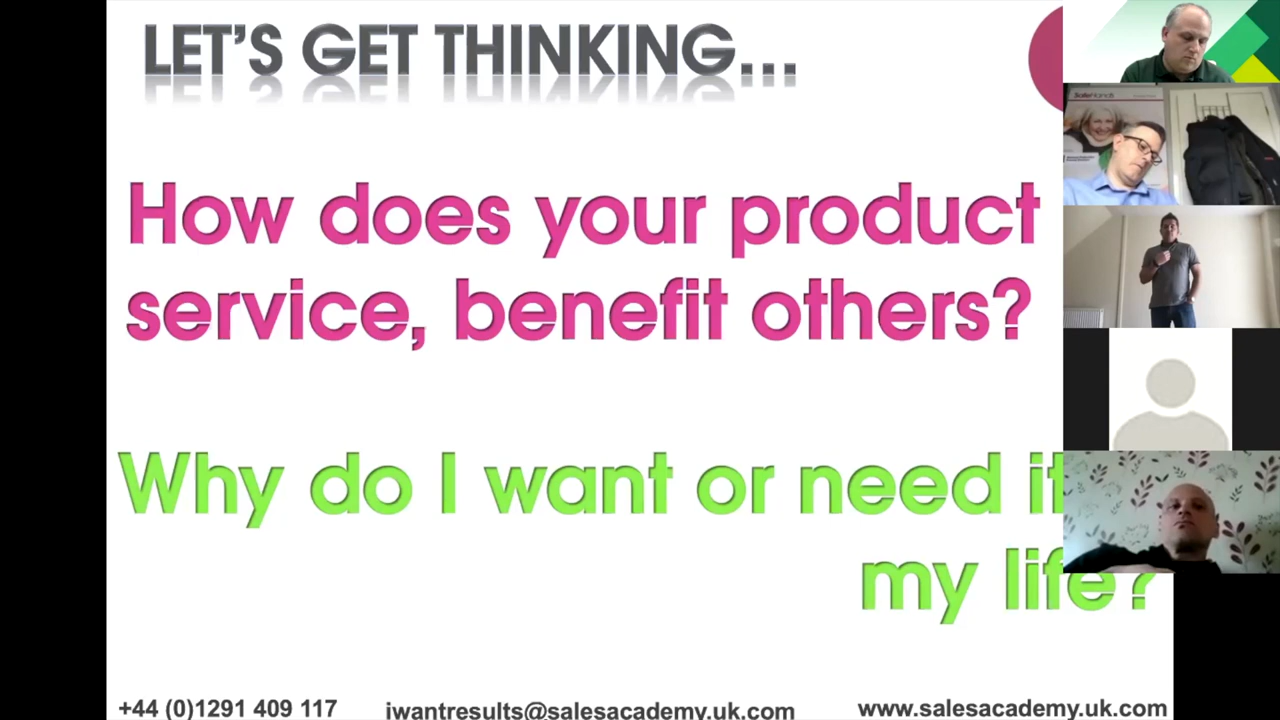 LET'S GET THINKING...
How does your product
service, benefit others?
Why do I want or need it
my life?
+44 (0)1291 409 117
iwantresults@salesacademy.uk.com
www.salesacademy.uk.com
SafeHands